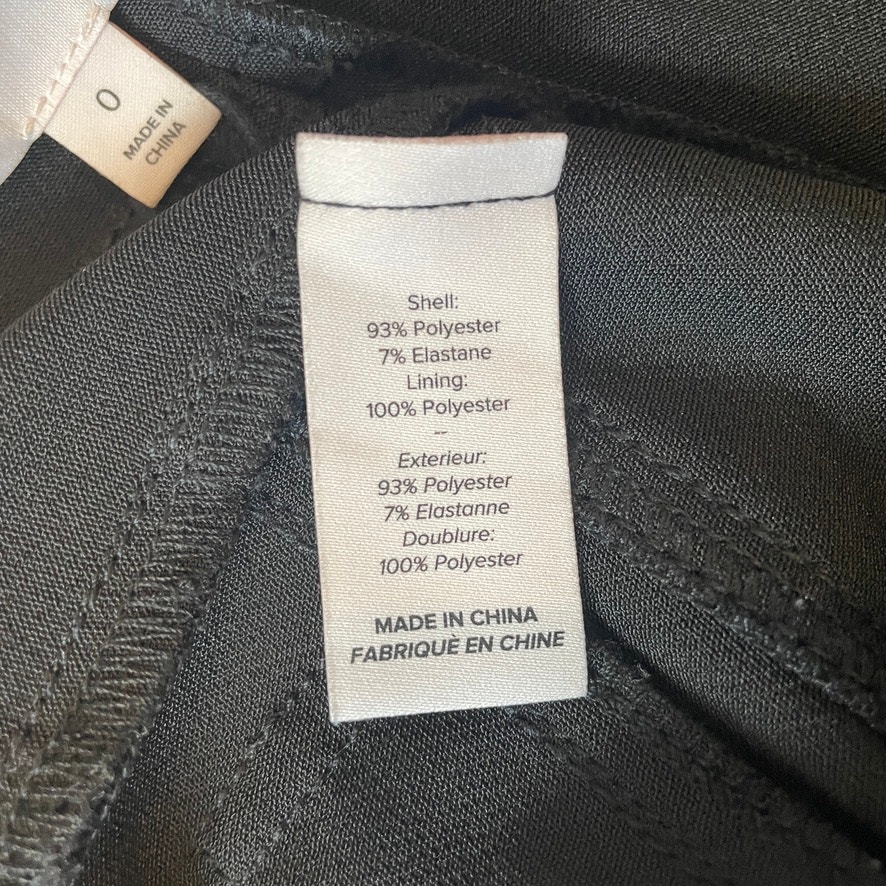 0
MADE IN
CHINA
Shell:
93% Polyester
7% Elastane
Lining:
100% Polyester
--
Exterieur:
93% Polyester
7% Elastanne
Doublure:
100% Polyester
MADE IN CHINA
FABRIQUÈ EN CHINE